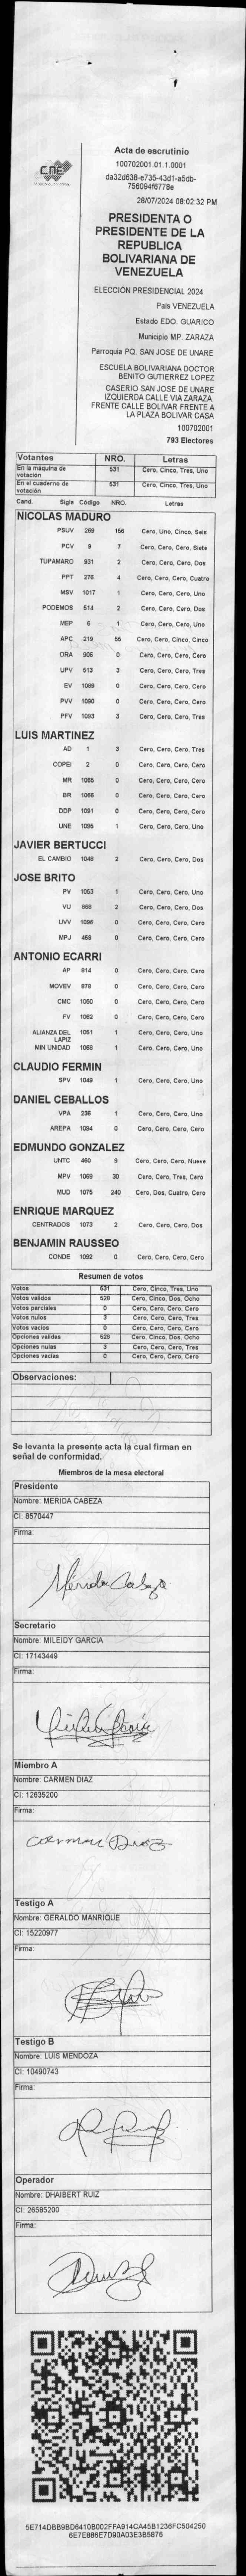 Acta de escrutinio
100702001.01.1.0001
da32d638-e735-43d1-a5db-
756094f6778e
28/07/2024 08:02:32 PM
CNE
PRESIDENTA O
PRESIDENTE DE LA
REPUBLICA
BOLIVARIANA DE
VENEZUELA
ELECCIÓN PRESIDENCIAL 2024
Pais VENEZUELA
Estado EDO. GUARICO
Municipio MP. ZARAZA
Parroquia PQ. SAN JOSE DE UNARE
ESCUELA BOLIVARIANA DOCTOR
BENITO GUTIERREZ LOPEZ
CASERIO SAN JOSE DE UNARE
IZQUIERDA CALLE VIA ZARAZA.
FRENTE CALLE BOLIVAR FRENTE A
LA PLAZA BOLIVAR CASA
100702001
793 Electores
Votantes NRO. Letras
En la máquina de votación 531 Cero, Cinco, Tres, Uno
En el cuaderno de votación 531 Cero, Cinco, Tres, Uno
Cand. Sigla Código NRO. Letras
NICOLAS MADURO
PSUV 269 156 Cero, Uno, Cinco, Seis
PCV 9 7 Cero, Cero, Cero, Siete
TUPAMARO 931 2 Cero, Cero, Cero, Dos
PPT 276 4 Cero, Cero, Cero, Cuatro
MSV 1017 1 Cero, Cero, Cero, Uno
PODEMOS 514 2 Cero, Cero, Cero, Dos
MEP 6 1 Cero, Cero, Cero, Uno
APC 219 55 Cero, Cero, Cinco, Cinco
ORA 906 0 Cero, Cero, Cero, Cero
UPV 613 3 Cero, Cero, Cero, Tres
EV 1089 0 Cero, Cero, Cero, Cero
PVV 1090 0 Cero, Cero, Cero, Cero
PFV 1093 3 Cero, Cero, Cero, Tres
LUIS MARTINEZ
AD 1 3 Cero, Cero, Cero, Tres
COPEI 2 0 Cero, Cero, Cero, Cero
MR 1055 0 Cero, Cero, Cero, Cero
BR 1066 0 Cero, Cero, Cero, Cero
DDP 1091 0 Cero, Cero, Cero, Cero
UNE 1095 1 Cero, Cero, Cero, Uno
JAVIER BERTUCCI
EL CAMBIO 1048 2 Cero, Cero, Cero, Dos
JOSE BRITO
PV 1053 1 Cero, Cero, Cero, Uno
VU 868 2 Cero, Cero, Cero, Dos
UVV 1096 0 Cero, Cero, Cero, Cero
MPJ 459 0 Cero, Cero, Cero, Cero
ANTONIO ECARRI
AP 814 0 Cero, Cero, Cero, Cero
MOVEV 878 0 Cero, Cero, Cero, Cero
CMC 1050 0 Cero, Cero, Cero, Cero
FV 1062 0 Cero, Cero, Cero, Cero
ALIANZA DEL LAPIZ 1051 1 Cero, Cero, Cero, Uno
MIN UNIDAD 1068 1 Cero, Cero, Cero, Uno
CLAUDIO FERMIN
SPV 1049 1 Cero, Cero, Cero, Uno
DANIEL CEBALLOS
VPA 236 1 Cero, Cero, Cero, Uno
AREPA 1094 0 Cero, Cero, Cero, Cero
EDMUNDO GONZALEZ
UNTC 460 9 Cero, Cero, Cero, Nueve
MPV 1069 30 Cero, Cero, Tres, Cero
MUD 1075 240 Cero, Dos, Cuatro, Cero
ENRIQUE MARQUEZ
CENTRADOS 1073 2 Cero, Cero, Cero, Dos
BENJAMIN RAUSSEO
CONDE 1092 0 Cero, Cero, Cero, Cero
Resumen de votos
Votos 531 Cero, Cinco, Tres, Uno
Votos validos 528 Cero, Cinco, Dos, Ocho
Votos parciales 0 Cero, Cero, Cero, Cero
Votos nulos 3 Cero, Cero, Cero, Tres
Votos vacios 0 Cero, Cero, Cero, Cero
Opciones validas 528 Cero, Cinco, Dos, Ocho
Opciones nulas 3 Cero, Cero, Cero, Tres
Opciones vacias 0 Cero, Cero, Cero, Cero
Observaciones:
Se levanta la presente acta la cual firman en
señal de conformidad.
Miembros de la mesa electoral
Presidente
Nombre: MERIDA CABEZA
CI: 8570447
Firma:
Merida Cabeza
Secretario
Nombre: MILEIDY GARCIA
CI: 17143449
Firma:
Miembro A
Nombre: CARMEN DIAZ
CI: 12635200
Firma:
Carmen Diaz
Testigo A
Nombre: GERALDO MANRIQUE
CI: 15220977
Firma:
Testigo B
Nombre: LUIS MENDOZA
CI: 10490743
Firma:
Operador
Nombre: DHAIBERT RUIZ
CI: 26585200
Firma:
5E714DBB9BD6410B002FFA914CA45B1236FC504250
6E7E886E7D90A03E3B5876